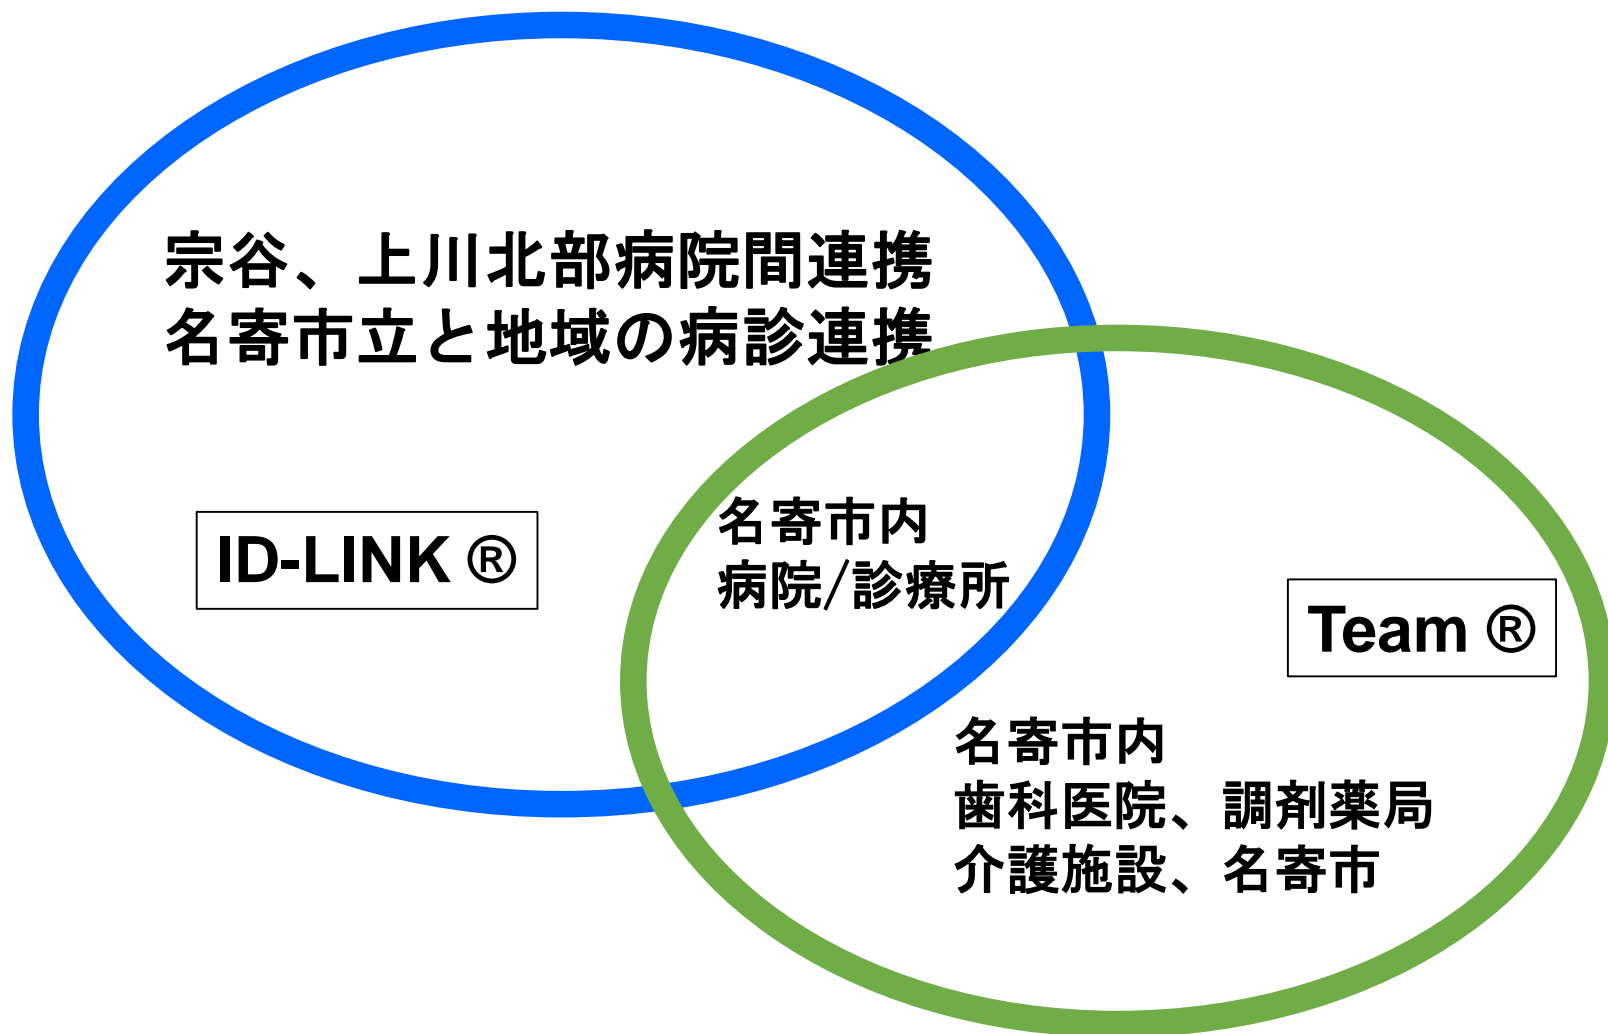 宗谷、上川北部病院間連携
名寄市立と地域の病診連携
ID-LINK ®
名寄市内
病院/診療所
Team ®
名寄市内
歯科医院、調剤薬局
介護施設、名寄市